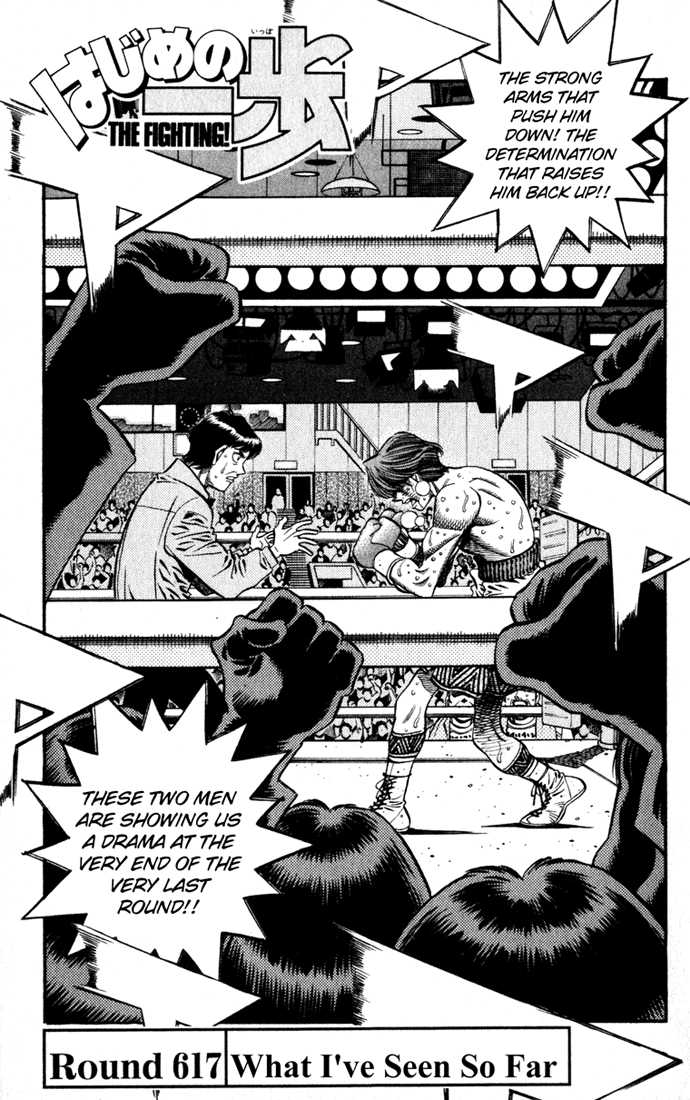 いっぽ
はじめの一歩
THE FIGHTING!
THE STRONG
ARMS THAT
PUSH HIM
DOWN! THE
DETERMINATION
THAT RAISES
HIM BACK UP!!
THESE TWO MEN
ARE SHOWING US
A DRAMA AT THE
VERY END OF THE
VERY LAST
ROUND!!
Round 617 What I've Seen So Far